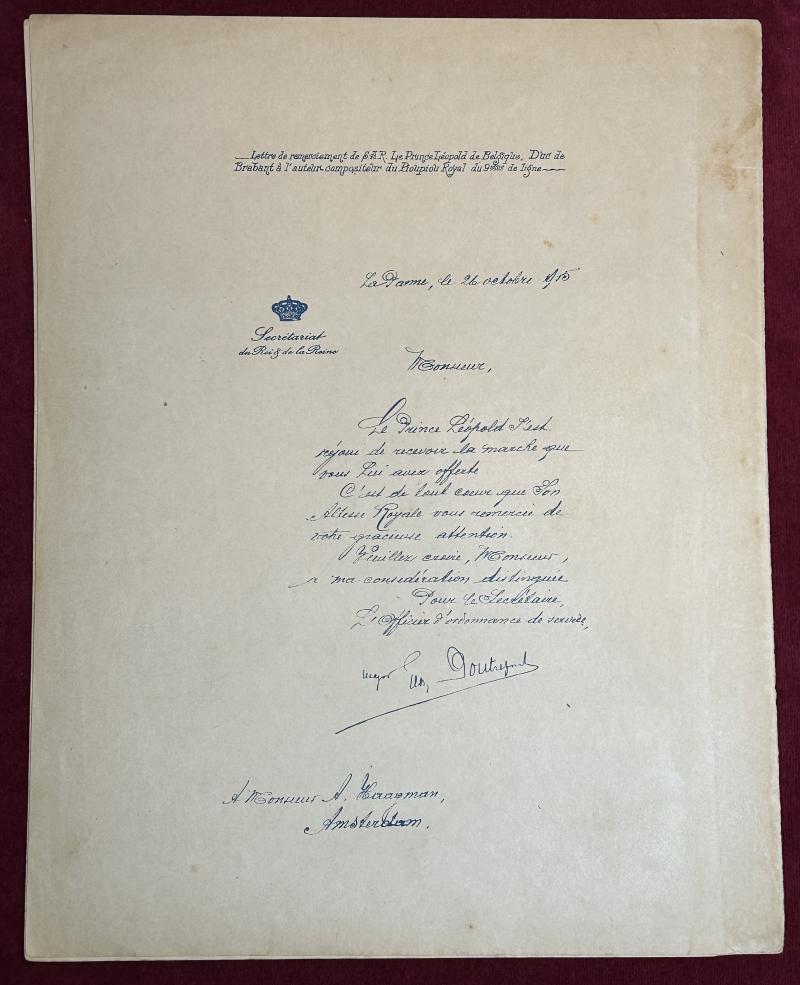 Lettre de remerciement de S.A.R. Le Prince Léopold de Belgique, Duc de
Brabant à l'auteur-compositeur du Pioupiou Royal du 9ème de ligne
La Panne, le 26 octobre 1915
Secrétariat
du Roi & de la Reine
Monsieur,
Le Prince Léopold s'est
réjoui de recevoir la marche que
vous Lui avez offerte
C'est de tout coeur que Son
Altesse Royale vous remercie de
votre gracieuse attention.
Veuillez croire, Monsieur,
à ma considération distinguée
Pour le Secrétaire,
L'Officier d'ordonnance de service,
major
A Monsieur A. Haagman,
Amsterdam.